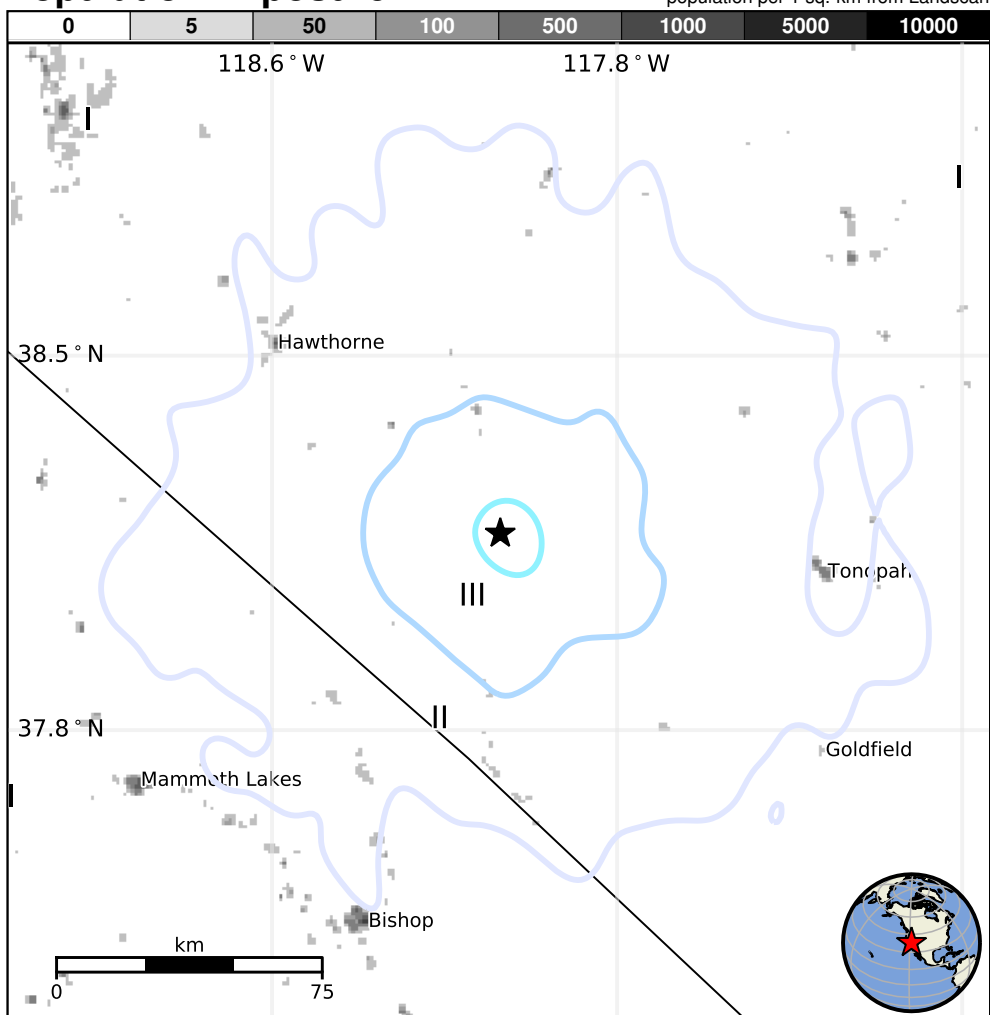 population per 1 sq. km from Landscan
0 5 50 100 500 1000 5000 10000
118.6°W 117.8°W
I
I
Hawthorne
38.5°N
Tonopah
III
II
37.8°N
Goldfield
Mammoth Lakes
I
Bishop
km
0 75